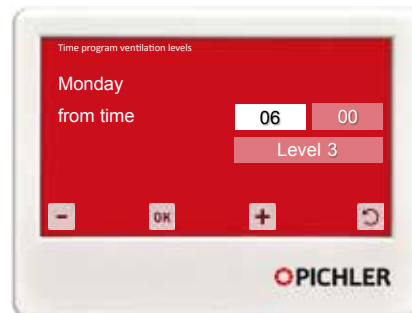 Time program ventilation levels
Monday
from time 06 00
Level 3
- OK +
PICHLER